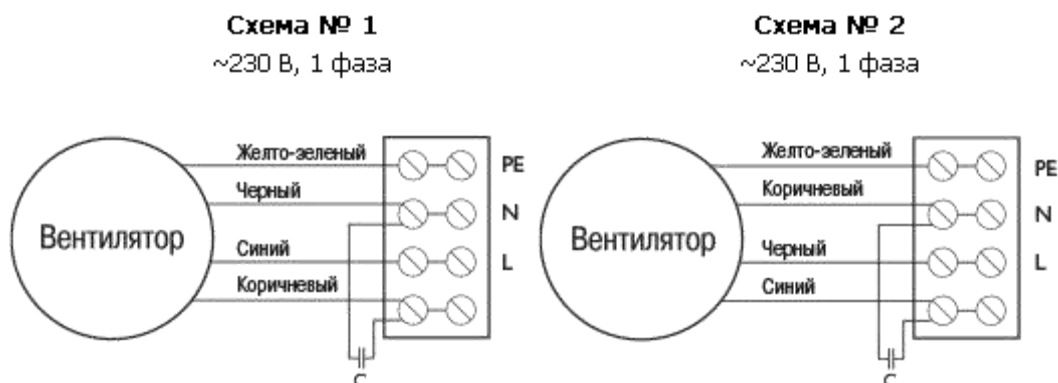 Схема № 1
~230 В, 1 фаза
Желто-зеленый
PE
Черный
N
Вентилятор
Синий
L
Коричневый
C
Схема № 2
~230 В, 1 фаза
Желто-зеленый
PE
Коричневый
N
Вентилятор
Черный
L
Синий
C